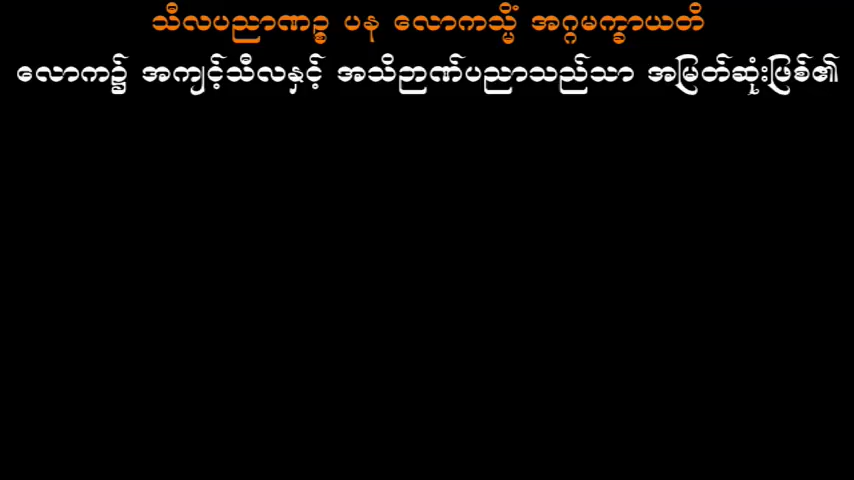 သီလပညာဏဉ္စ ပန လောကသ္မိံ အဂ္ဂမက္ခာယတိ
လောက၌ အကျင့်သီလနှင့် အသိဉာဏ်ပညာသည်သာ အမြတ်ဆုံးဖြစ်၏